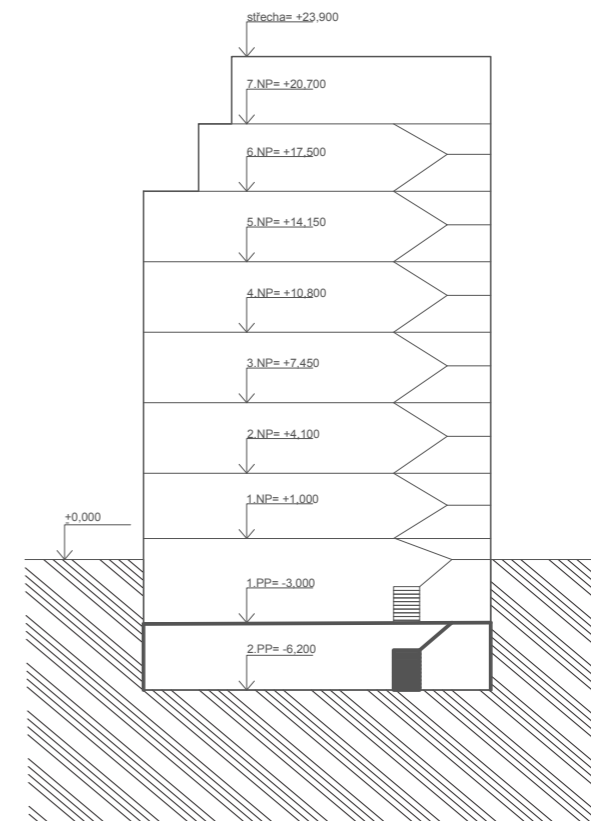 střecha= +23,900
7.NP= +20,700
6.NP= +17,500
5.NP= +14,150
4.NP= +10,800
3.NP= +7,450
2.NP= +4,100
1.NP= +1,000
+0,000
1.PP= -3,000
2.PP= -6,200